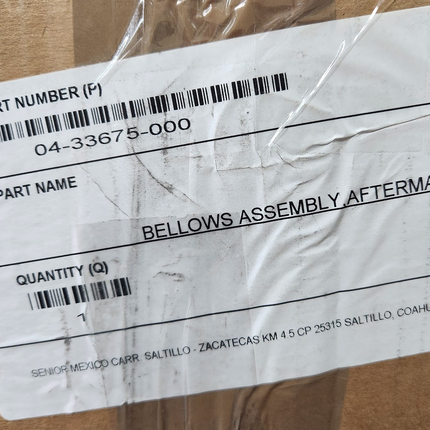 RT NUMBER (P)
04-33675-000
PART NAME
BELLOWS ASSEMBLY,AFTERMA
QUANTITY (Q)
1
SENIOR MEXICO CARR. SALTILLO - ZACATECAS KM 4.5 CP 25315 SALTILLO, COAHU